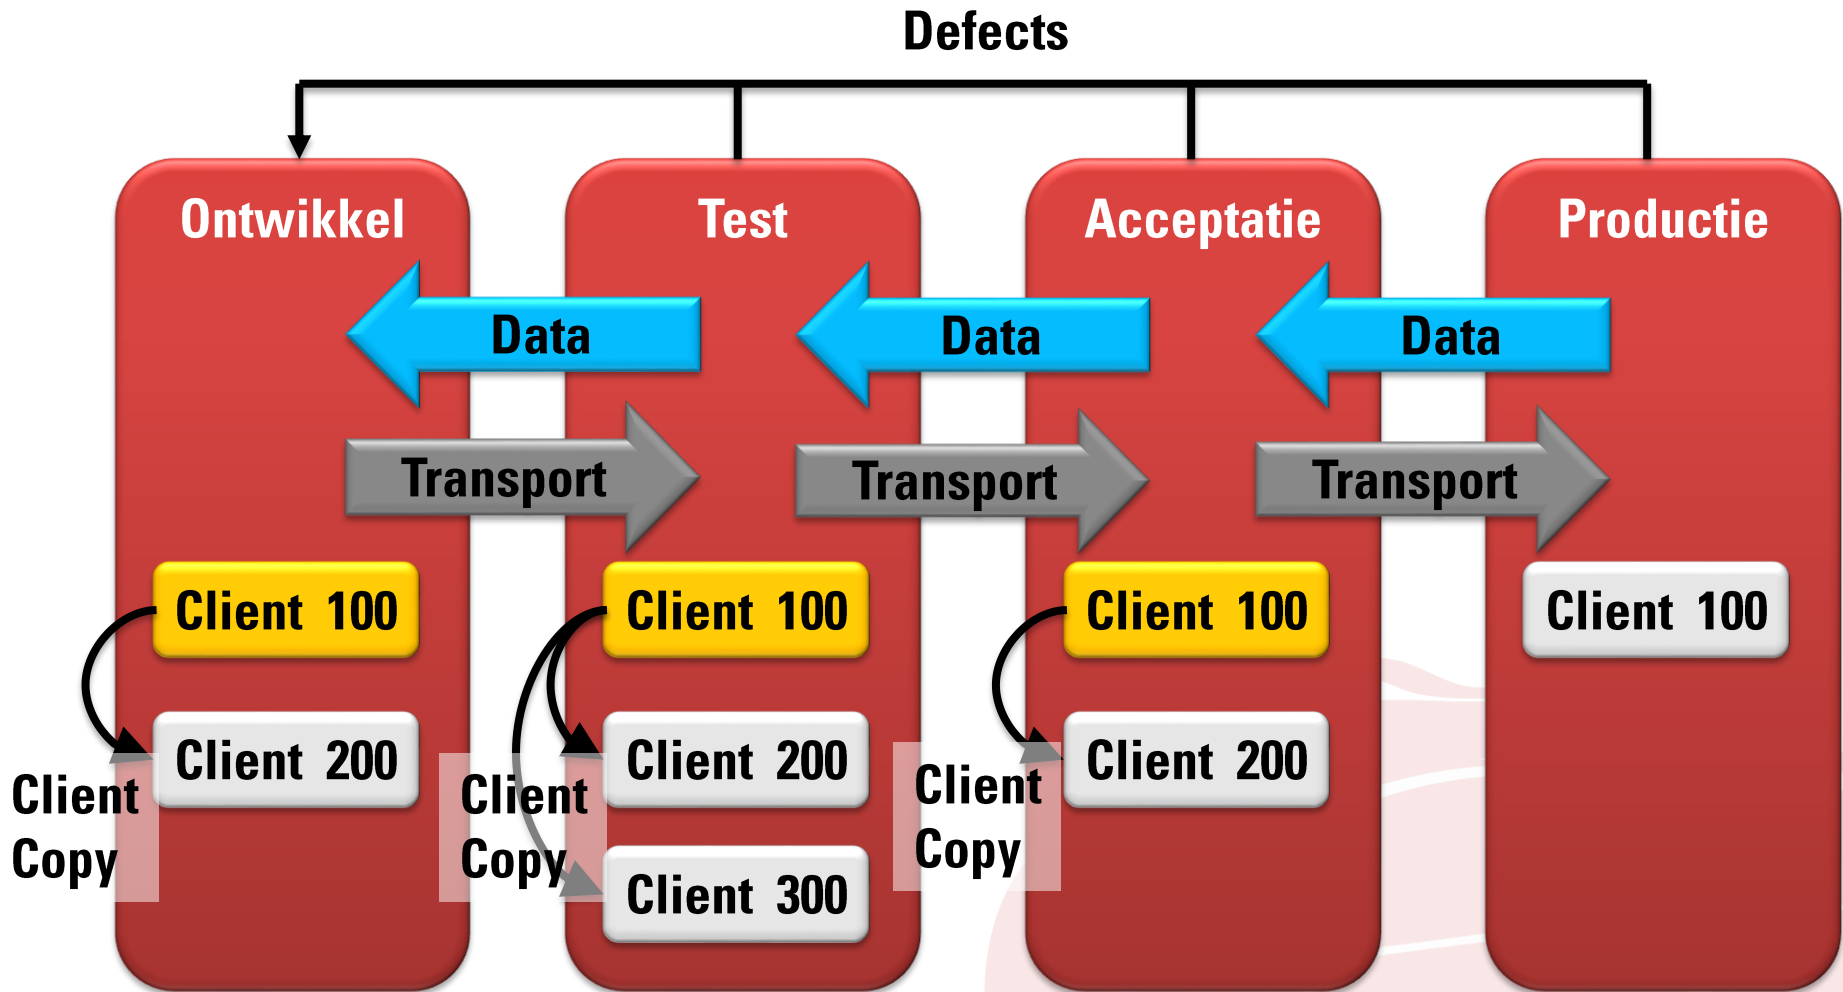 Defects
Ontwikkel
Test
Acceptatie
Productie
Data
Data
Data
Transport
Transport
Transport
Client 100
Client 100
Client 100
Client 100
Client 200
Client 200
Client 200
Client
Copy
Client
Copy
Client
Copy
Client 300